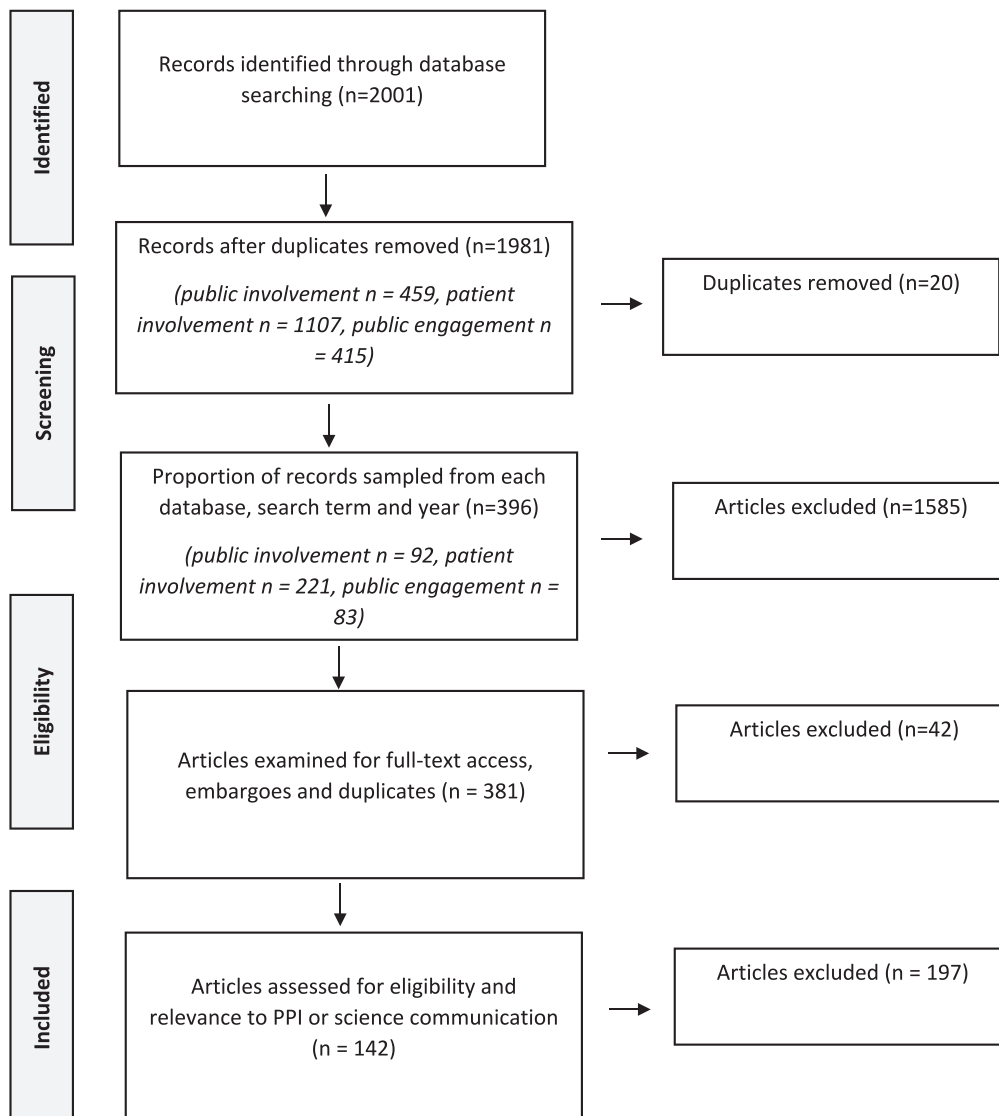 Identified
Records identified through database
searching (n=2001)
Records after duplicates removed (n=1981)
(public involvement n = 459, patient
involvement n = 1107, public engagement n
= 415)
Duplicates removed (n=20)
Screening
Proportion of records sampled from each
database, search term and year (n=396)
(public involvement n = 92, patient
involvement n = 221, public engagement n =
83)
Articles excluded (n=1585)
Eligibility
Articles examined for full-text access,
embargoes and duplicates (n = 381)
Articles excluded (n=42)
Included
Articles assessed for eligibility and
relevance to PPI or science communication
(n = 142)
Articles excluded (n = 197)